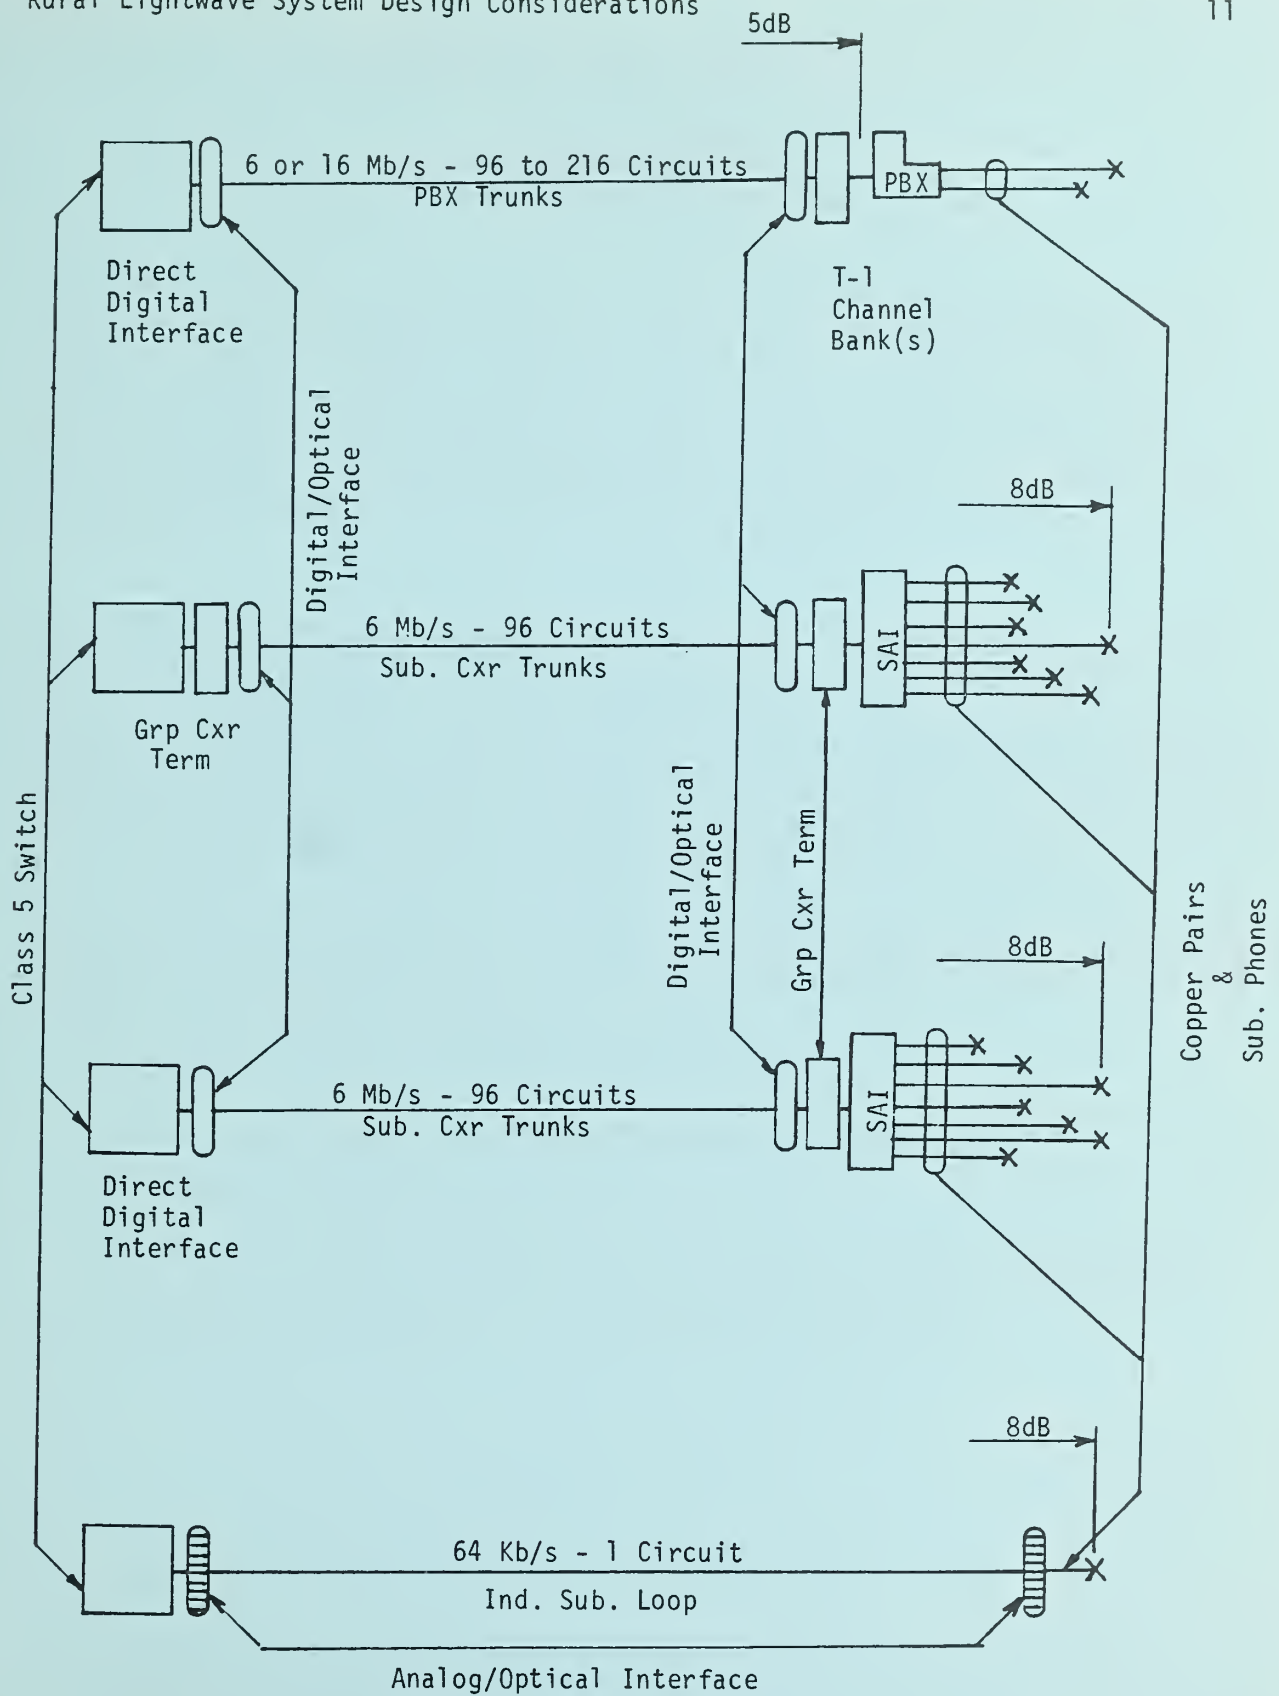 Rural Lightwave System Design Considerations
11
5dB
6 or 16 Mb/s - 96 to 216 Circuits
PBX Trunks
PBX
Direct
Digital
Interface
T-1
Channel
Bank(s)
Digital/Optical
Interface
8dB
6 Mb/s - 96 Circuits
Sub. Cxr Trunks
SAI
Grp Cxr
Term
Class 5 Switch
Digital/Optical
Interface
Grp Cxr Term
Copper Pairs
&
Sub. Phones
8dB
6 Mb/s - 96 Circuits
Sub. Cxr Trunks
SAI
Direct
Digital
Interface
8dB
64 Kb/s - 1 Circuit
Ind. Sub. Loop
Analog/Optical Interface